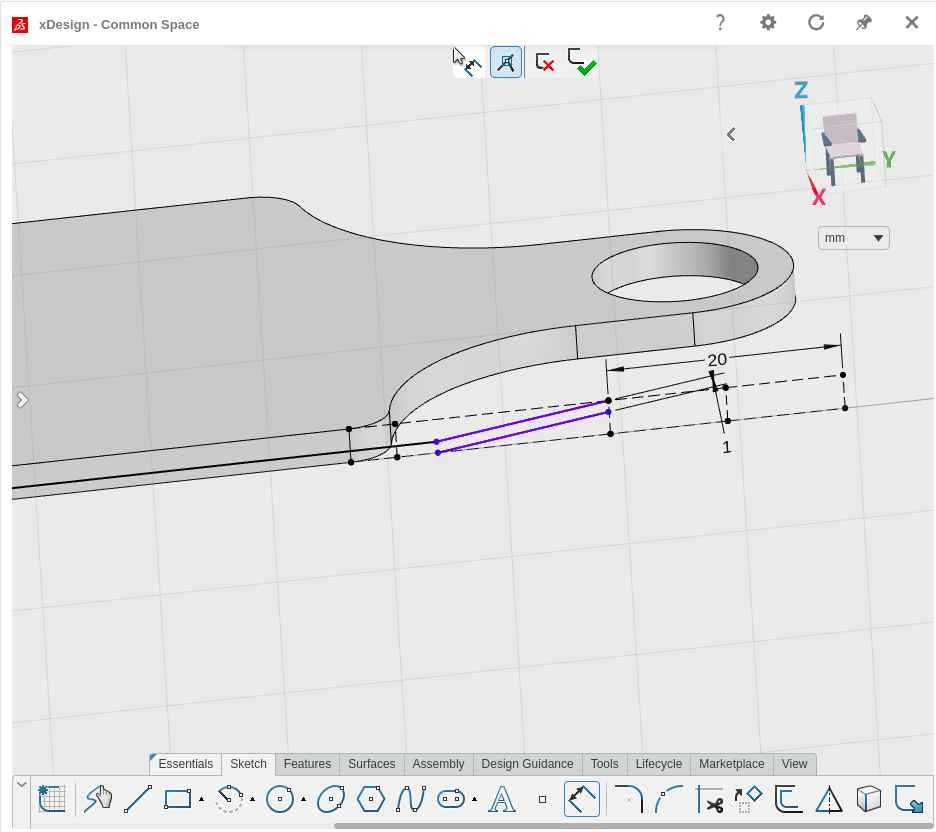 xDesign - Common Space
?
Z
Y
X
mm
20
1
Essentials Sketch Features Surfaces Assembly Design Guidance Tools Lifecycle Marketplace View
A